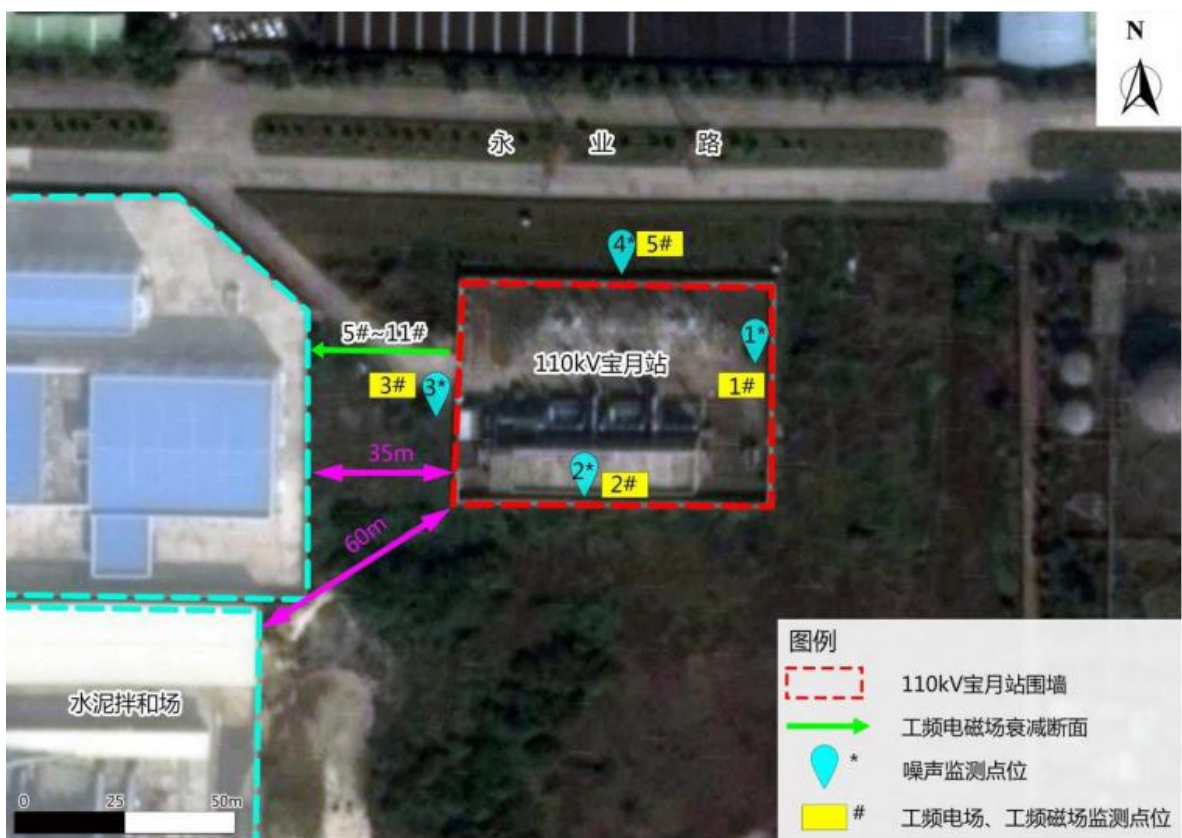 N
永业路
4* 5#
5#~11#
1*
110kV宝月站
3# 3*
1#
35m
2* 2#
60m
水泥拌和场
0 25 50m
图例
110kV宝月站围墙
工频电磁场衰减断面
* 噪声监测点位
# 工频电场、工频磁场监测点位